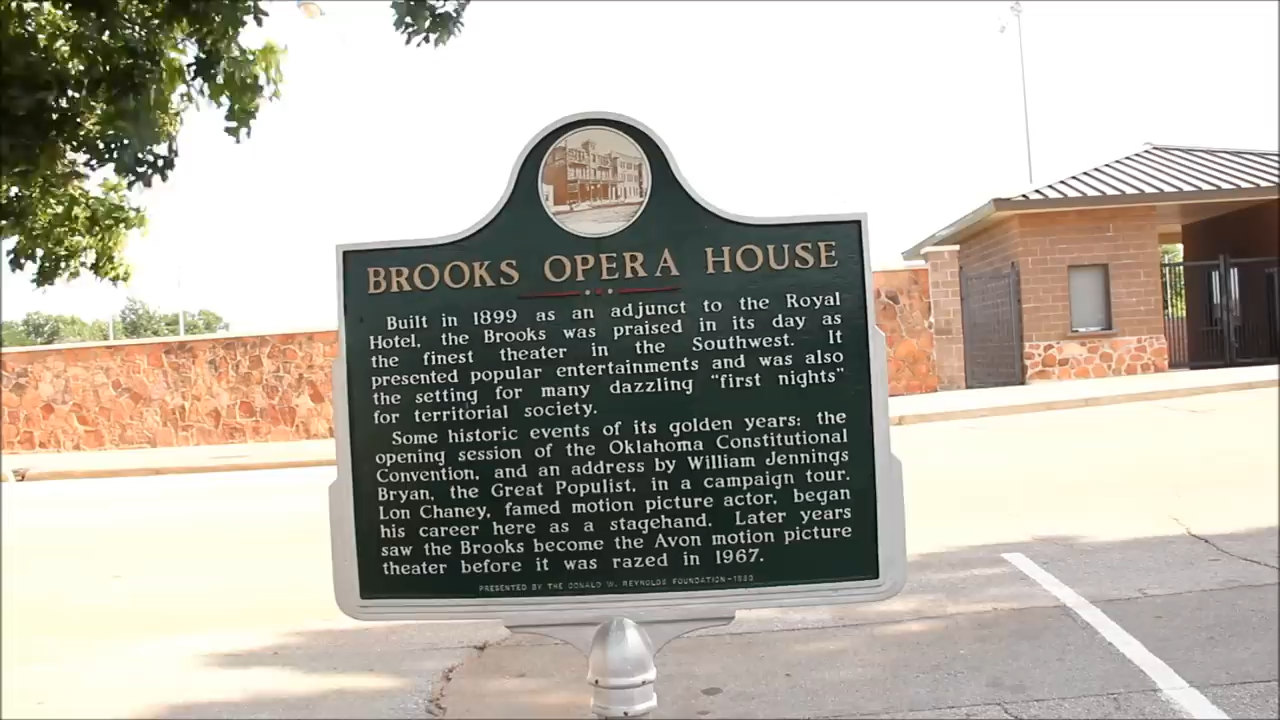 BROOKS OPERA HOUSE
Built in 1899 as an adjunct to the Royal
Hotel, the Brooks was praised in its day as
the finest theater in the Southwest. It
presented popular entertainments and was also
the setting for many dazzling "first nights"
for territorial society.
Some historic events of its golden years: the
opening session of the Oklahoma Constitutional
Convention, and an address by William Jennings
Bryan, the Great Populist, in a campaign tour.
Lon Chaney, famed motion picture actor, began
his career here as a stagehand. Later years
saw the Brooks become the Avon motion picture
theater before it was razed in 1967.
PRESENTED BY THE DONALD W. REYNOLDS FOUNDATION-